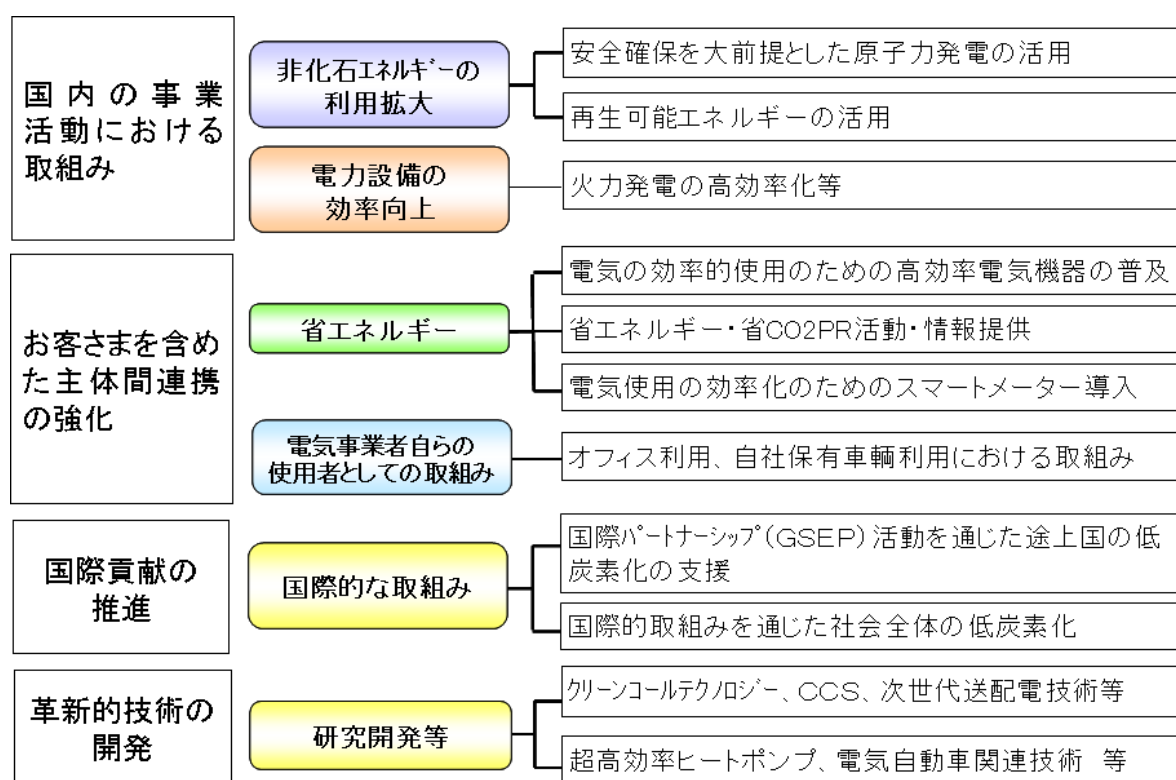 国内の事業
活動における
取組み
非化石ｴﾈﾙｷﾞｰの
利用拡大
安全確保を大前提とした原子力発電の活用
再生可能エネルギーの活用
電力設備の
効率向上
火力発電の高効率化等
お客さまを含め
た主体間連携
の強化
省エネルギー
電気の効率的使用のための高効率電気機器の普及
省エネルギー・省CO2PR活動・情報提供
電気使用の効率化のためのスマートメーター導入
電気事業者自らの
使用者としての取組み
オフィス利用、自社保有車輌利用における取組み
国際貢献の
推進
国際的な取組み
国際ﾊﾟｰﾄﾅｰｼｯﾌﾟ（GSEP）活動を通じた途上国の低
炭素化の支援
国際的取組みを通じた社会全体の低炭素化
革新的技術の
開発
研究開発等
ｸﾘｰﾝｺｰﾙﾃｸﾉﾛｼﾞｰ、CCS、次世代送配電技術等
超高効率ヒートポンプ、電気自動車関連技術　等